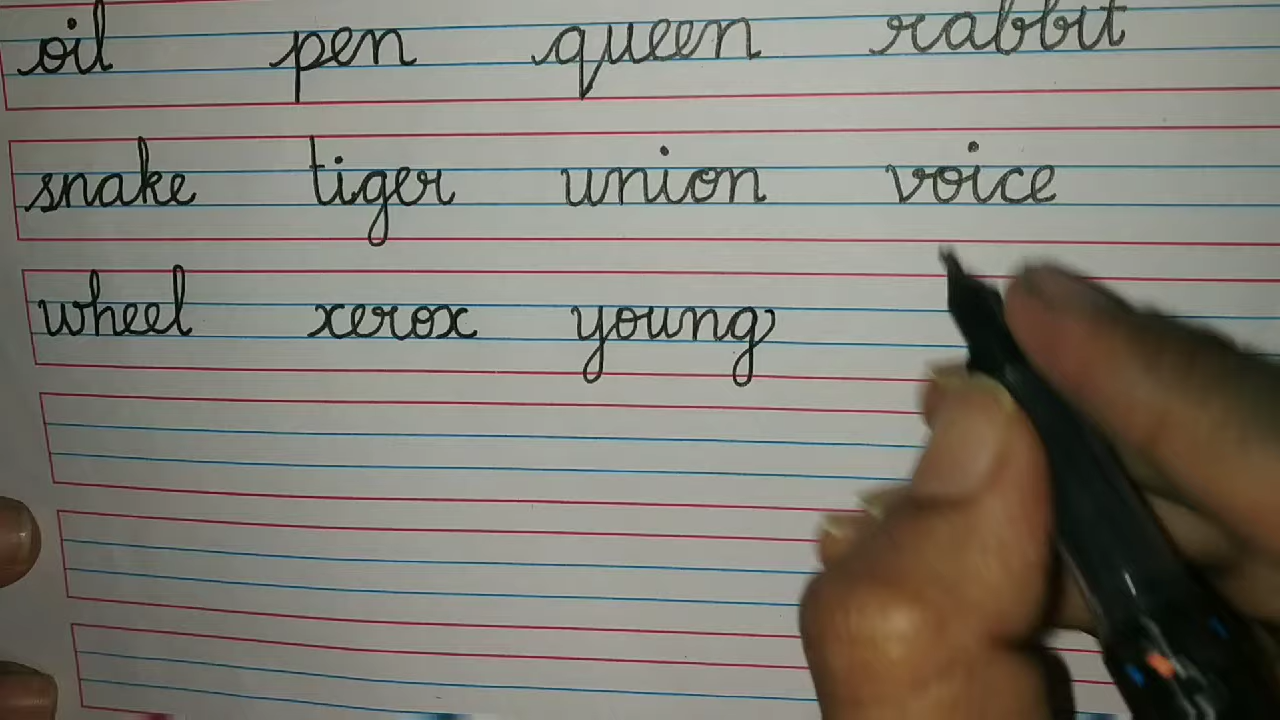 oil pen queen rabbit
snake tiger union voice
wheel xerox young